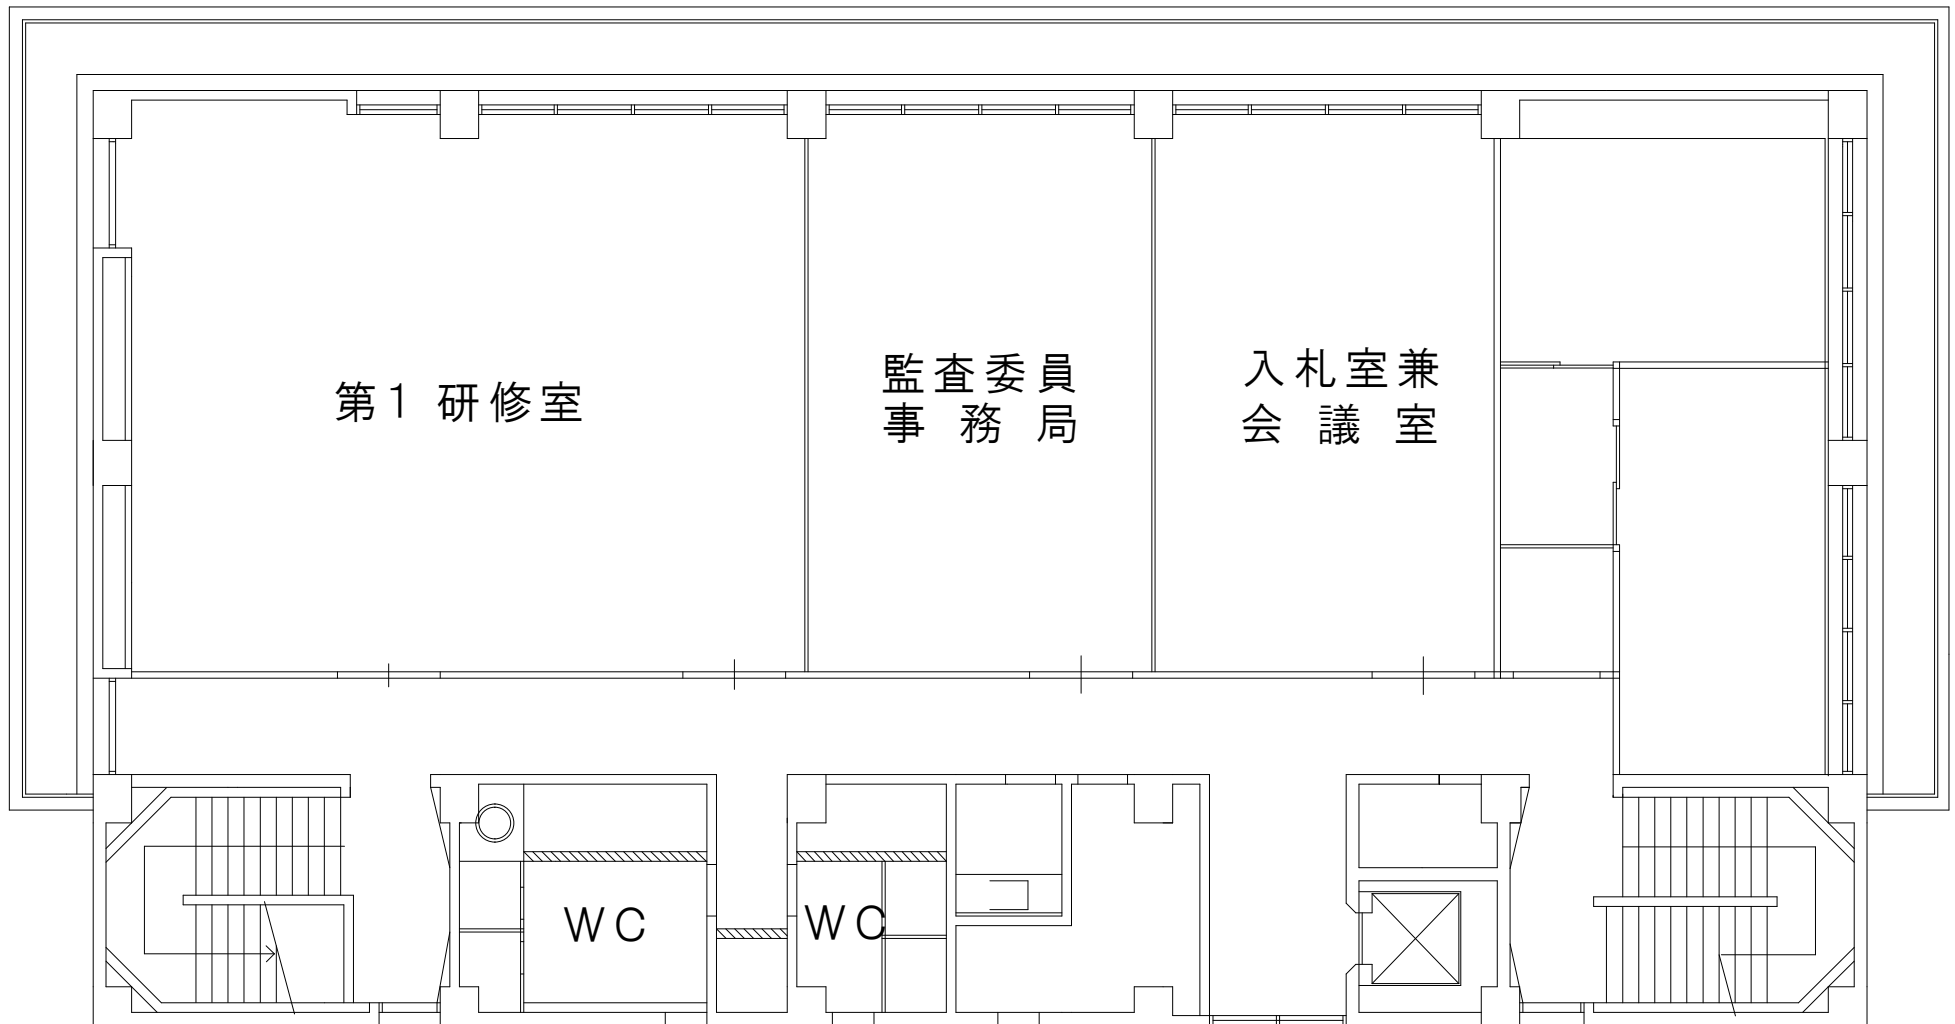 第1 研修室
監査委員
事務局
入札室兼
会議室
WC
WC